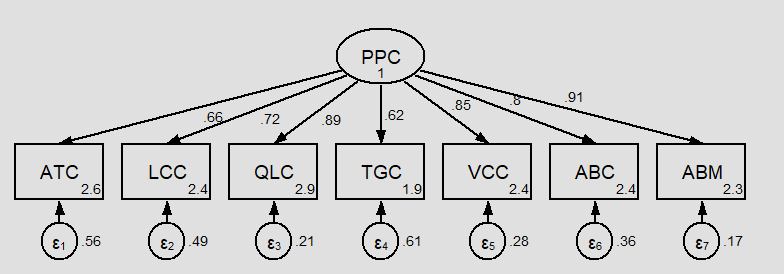 PPC
1
.66
.72
.89
.62
.85
.8
.91
ATC
2.6
LCC
2.4
QLC
2.9
TGC
1.9
VCC
2.4
ABC
2.4
ABM
2.3
ε1 .56
ε2 .49
ε3 .21
ε4 .61
ε5 .28
ε6 .36
ε7 .17